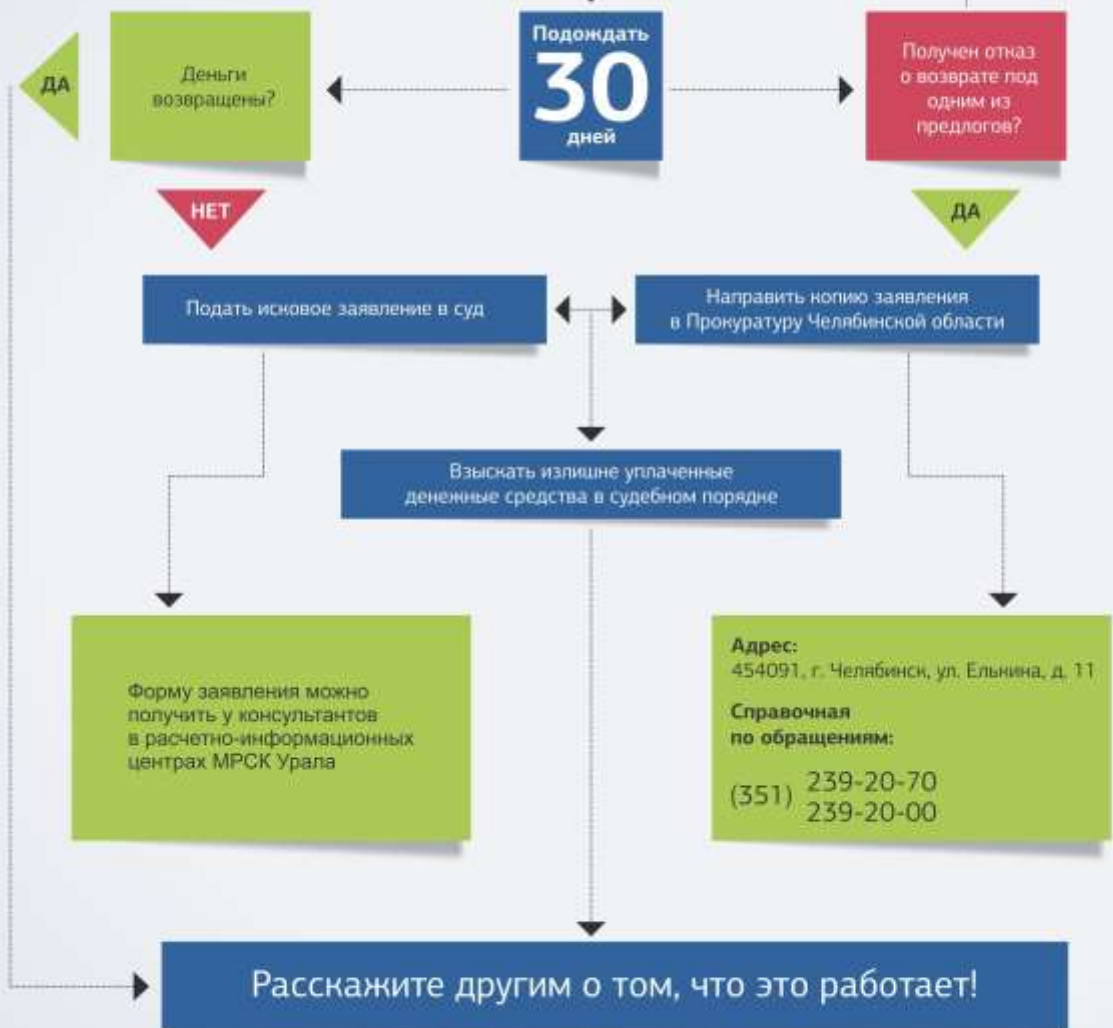 ДА
Деньги
возвращены?
Подождать
30
дней
Получен отказ
о возврате под
одним из
предлогов?
НЕТ
ДА
Подать исковое заявление в суд
Направить копию заявления
в Прокуратуру Челябинской области
Взыскать излишне уплаченные
денежные средства в судебном порядке
Форму заявления можно
получить у консультантов
в расчетно-информационных
центрах МРСК Урала
Адрес:
454091, г. Челябинск, ул. Елькина, д. 11
Справочная
по обращениям:
(351) 239-20-70
239-20-00
Расскажите другим о том, что это работает!